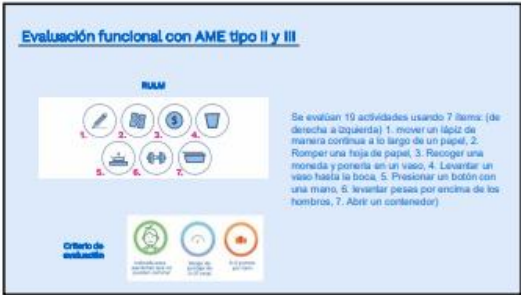 Evaluación funcional con AME tipo II y III
RULM
1. 2. 3. 4.
5. 6. 7.
Se evalúan 19 actividades usando 7 ítems: (de
derecha a izquierda) 1. mover un lápiz de
manera continua a lo largo de un papel, 2.
Romper una hoja de papel, 3. Recoger una
moneda y ponerla en un vaso, 4. Levantar un
vaso hasta la boca, 5. Presionar un botón con
una mano, 6. levantar pesas por encima de los
hombros, 7. Abrir un contenedor)
Criterio de
evaluación